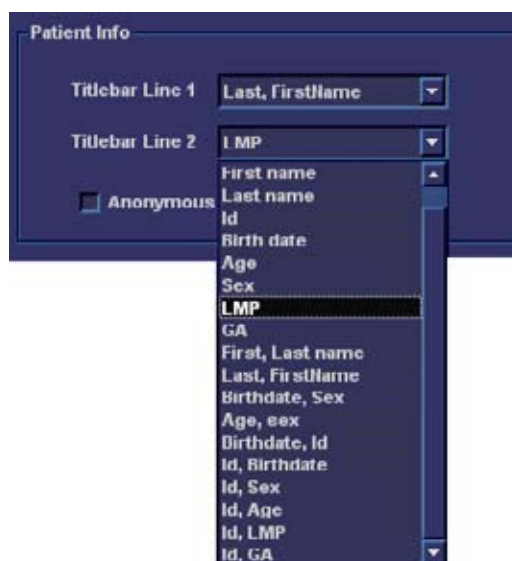 Patient Info
Titlebar Line 1 Last, FirstName
Titlebar Line 2 LMP
Anonymous
First name
Last name
Id
Birth date
Age
Sex
LMP
GA
First, Last name
Last, FirstName
Birthdate, Sex
Age, sex
Birthdate, Id
Id, Birthdate
Id, Sex
Id, Age
Id, LMP
Id, GA